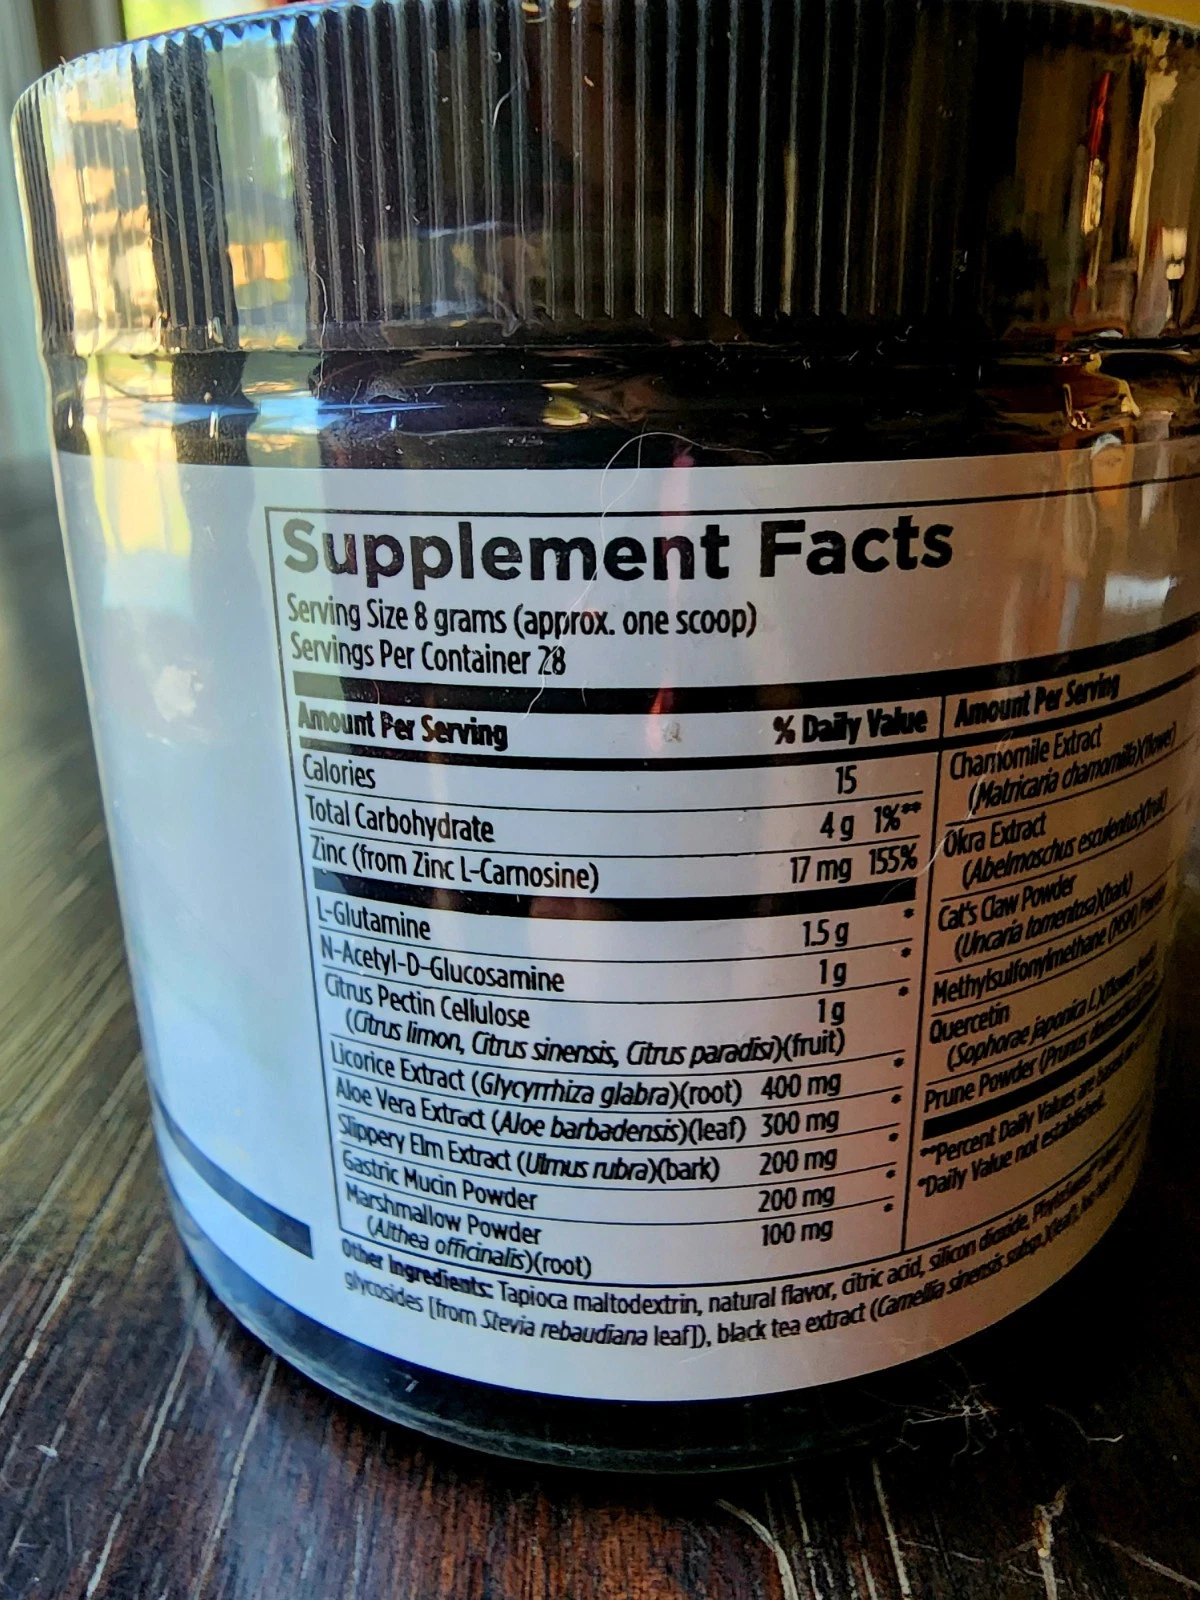 Supplement Facts
Serving Size 8 grams (approx. one scoop)
Servings Per Container 28
Amount Per Serving % Daily Value
Calories 15
Total Carbohydrate 4 g 1%**
Zinc (from Zinc L-Carnosine) 17 mg 155%
L-Glutamine 1.5 g *
N-Acetyl-D-Glucosamine 1 g *
Citrus Pectin Cellulose 1 g *
(Citrus limon, Citrus sinensis, Citrus paradisi)(fruit)
Licorice Extract (Glycyrrhiza glabra)(root) 400 mg *
Aloe Vera Extract (Aloe barbadensis)(leaf) 300 mg *
Slippery Elm Extract (Ulmus rubra)(bark) 200 mg *
Gastric Mucin Powder 200 mg *
Marshmallow Powder 100 mg *
(Althea officinalis)(root)
Amount Per Serving
Chamomile Extract
(Matricaria chamomilla)(flower)
Okra Extract
(Abelmoschus esculentus)(fruit)
Cat's Claw Powder
(Uncaria tomentosa)(bark)
Methylsulfonylmethane (MSM)
Quercetin
(Sophorae japonica L.)(flower
Prune Powder (Prunus
**Percent Daily Values are based
*Daily Value not established.
Other Ingredients: Tapioca maltodextrin, natural flavor, citric acid, silicon dioxide,
glycosides [from Stevia rebaudiana leaf]), black tea extract (Camellia sinensis subsp.)(leaf),